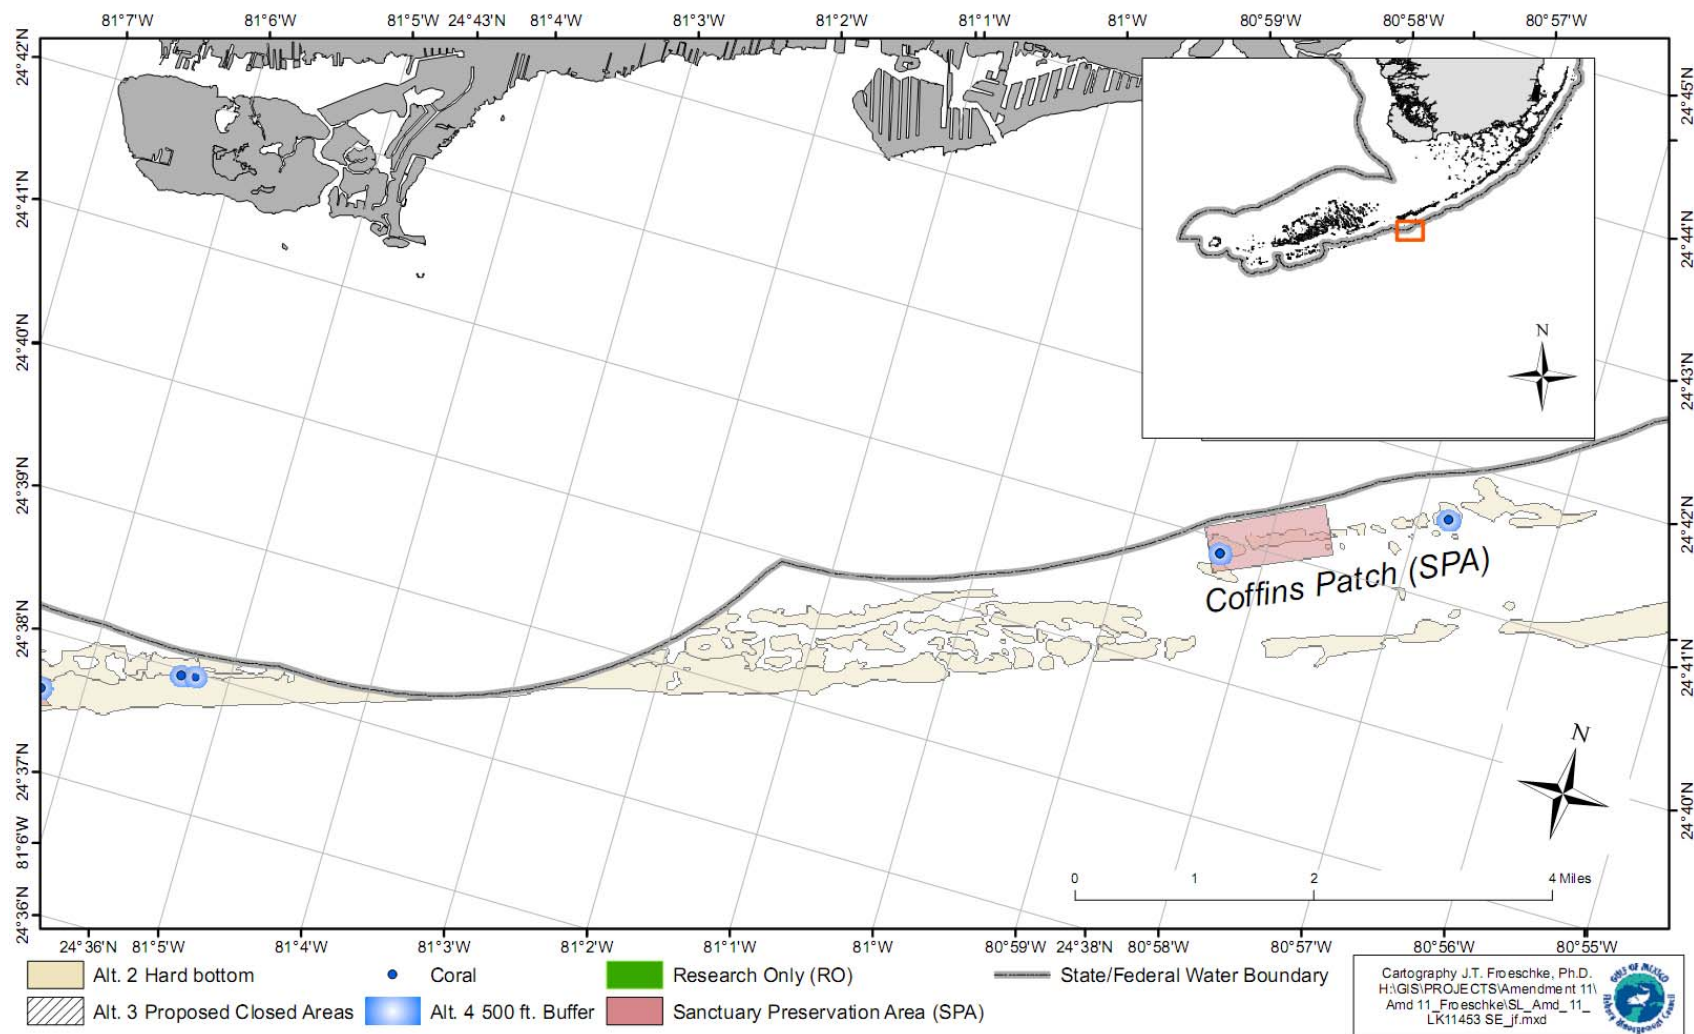 81°7'W 81°6'W 81°5'W 24°43'N 81°4'W 81°3'W 81°2'W 81°1'W 81°W 80°59'W 80°58'W 80°57'W
24°42'N
24°41'N
24°40'N
24°39'N
24°38'N
24°37'N
81°6'W
24°36'N
24°45'N
24°44'N
24°43'N
24°42'N
24°41'N
24°40'N
N
Coffins Patch (SPA)
N
0 1 2 4 Miles
24°36'N 81°5'W 81°4'W 81°3'W 81°2'W 81°1'W 81°W 80°59'W 24°38'N 80°58'W 80°57'W 80°56'W 80°55'W
Alt. 2 Hard bottom
Coral
Research Only (RO)
State/Federal Water Boundary
Alt. 3 Proposed Closed Areas
Alt. 4 500 ft. Buffer
Sanctuary Preservation Area (SPA)
Cartography J.T. Froeschke, Ph.D.
H:\GIS\PROJECTS\Amendment 11\
Amd 11_Froeschke\SL_Amd_11_
LK11453 SE_jf.mxd
GULF OF MEXICO
Fishery Management Council